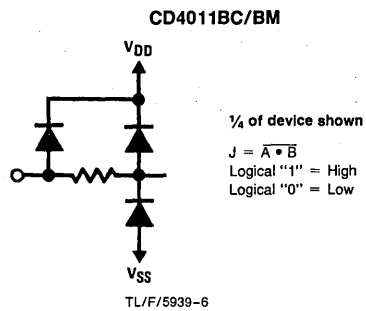 CD4011BC/BM
VDD
¼ of device shown
J = A • B
Logical "1" = High
Logical "0" = Low
VSS
TL/F/5939-6